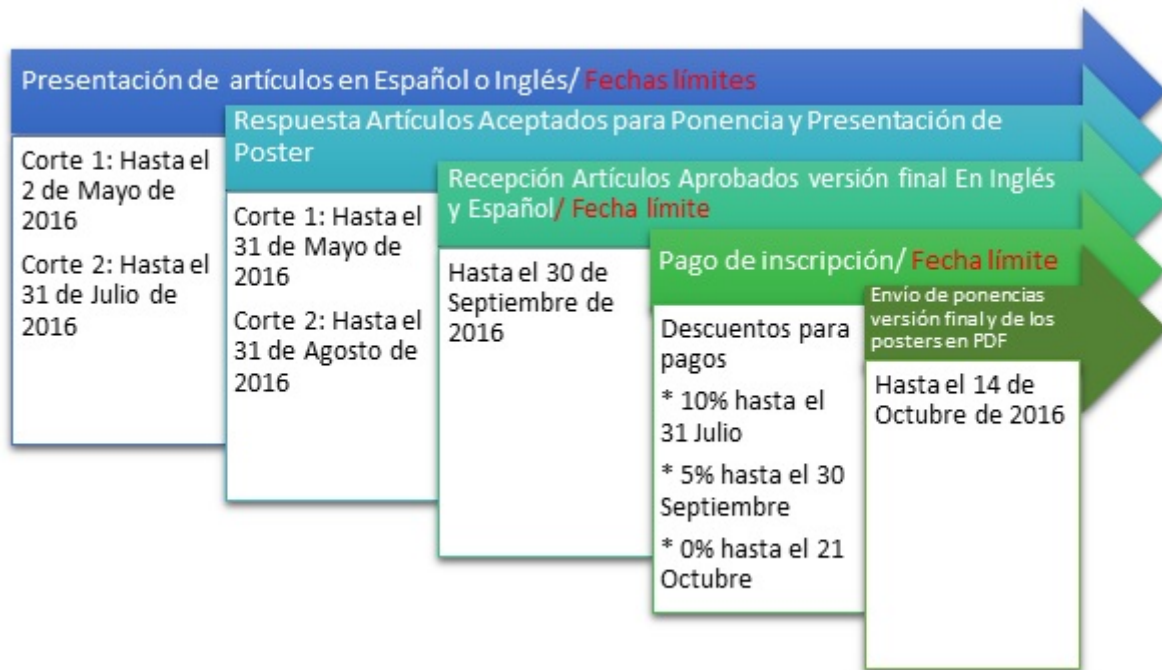 Presentación de artículos en Español o Inglés/ Fechas límites
Corte 1: Hasta el
2 de Mayo de
2016
Corte 2: Hasta el
31 de Julio de
2016
Respuesta Artículos Aceptados para Ponencia y Presentación de
Poster
Corte 1: Hasta el
31 de Mayo de
2016
Corte 2: Hasta el
31 de Agosto de
2016
Recepción Artículos Aprobados versión final En Inglés
y Español/ Fecha límite
Hasta el 30 de
Septiembre de
2016
Pago de inscripción/ Fecha límite
Descuentos para
pagos
* 10% hasta el
31 Julio
* 5% hasta el 30
Septiembre
* 0% hasta el 21
Octubre
Envío de ponencias
versión final y de los
posters en PDF
Hasta el 14 de
Octubre de 2016